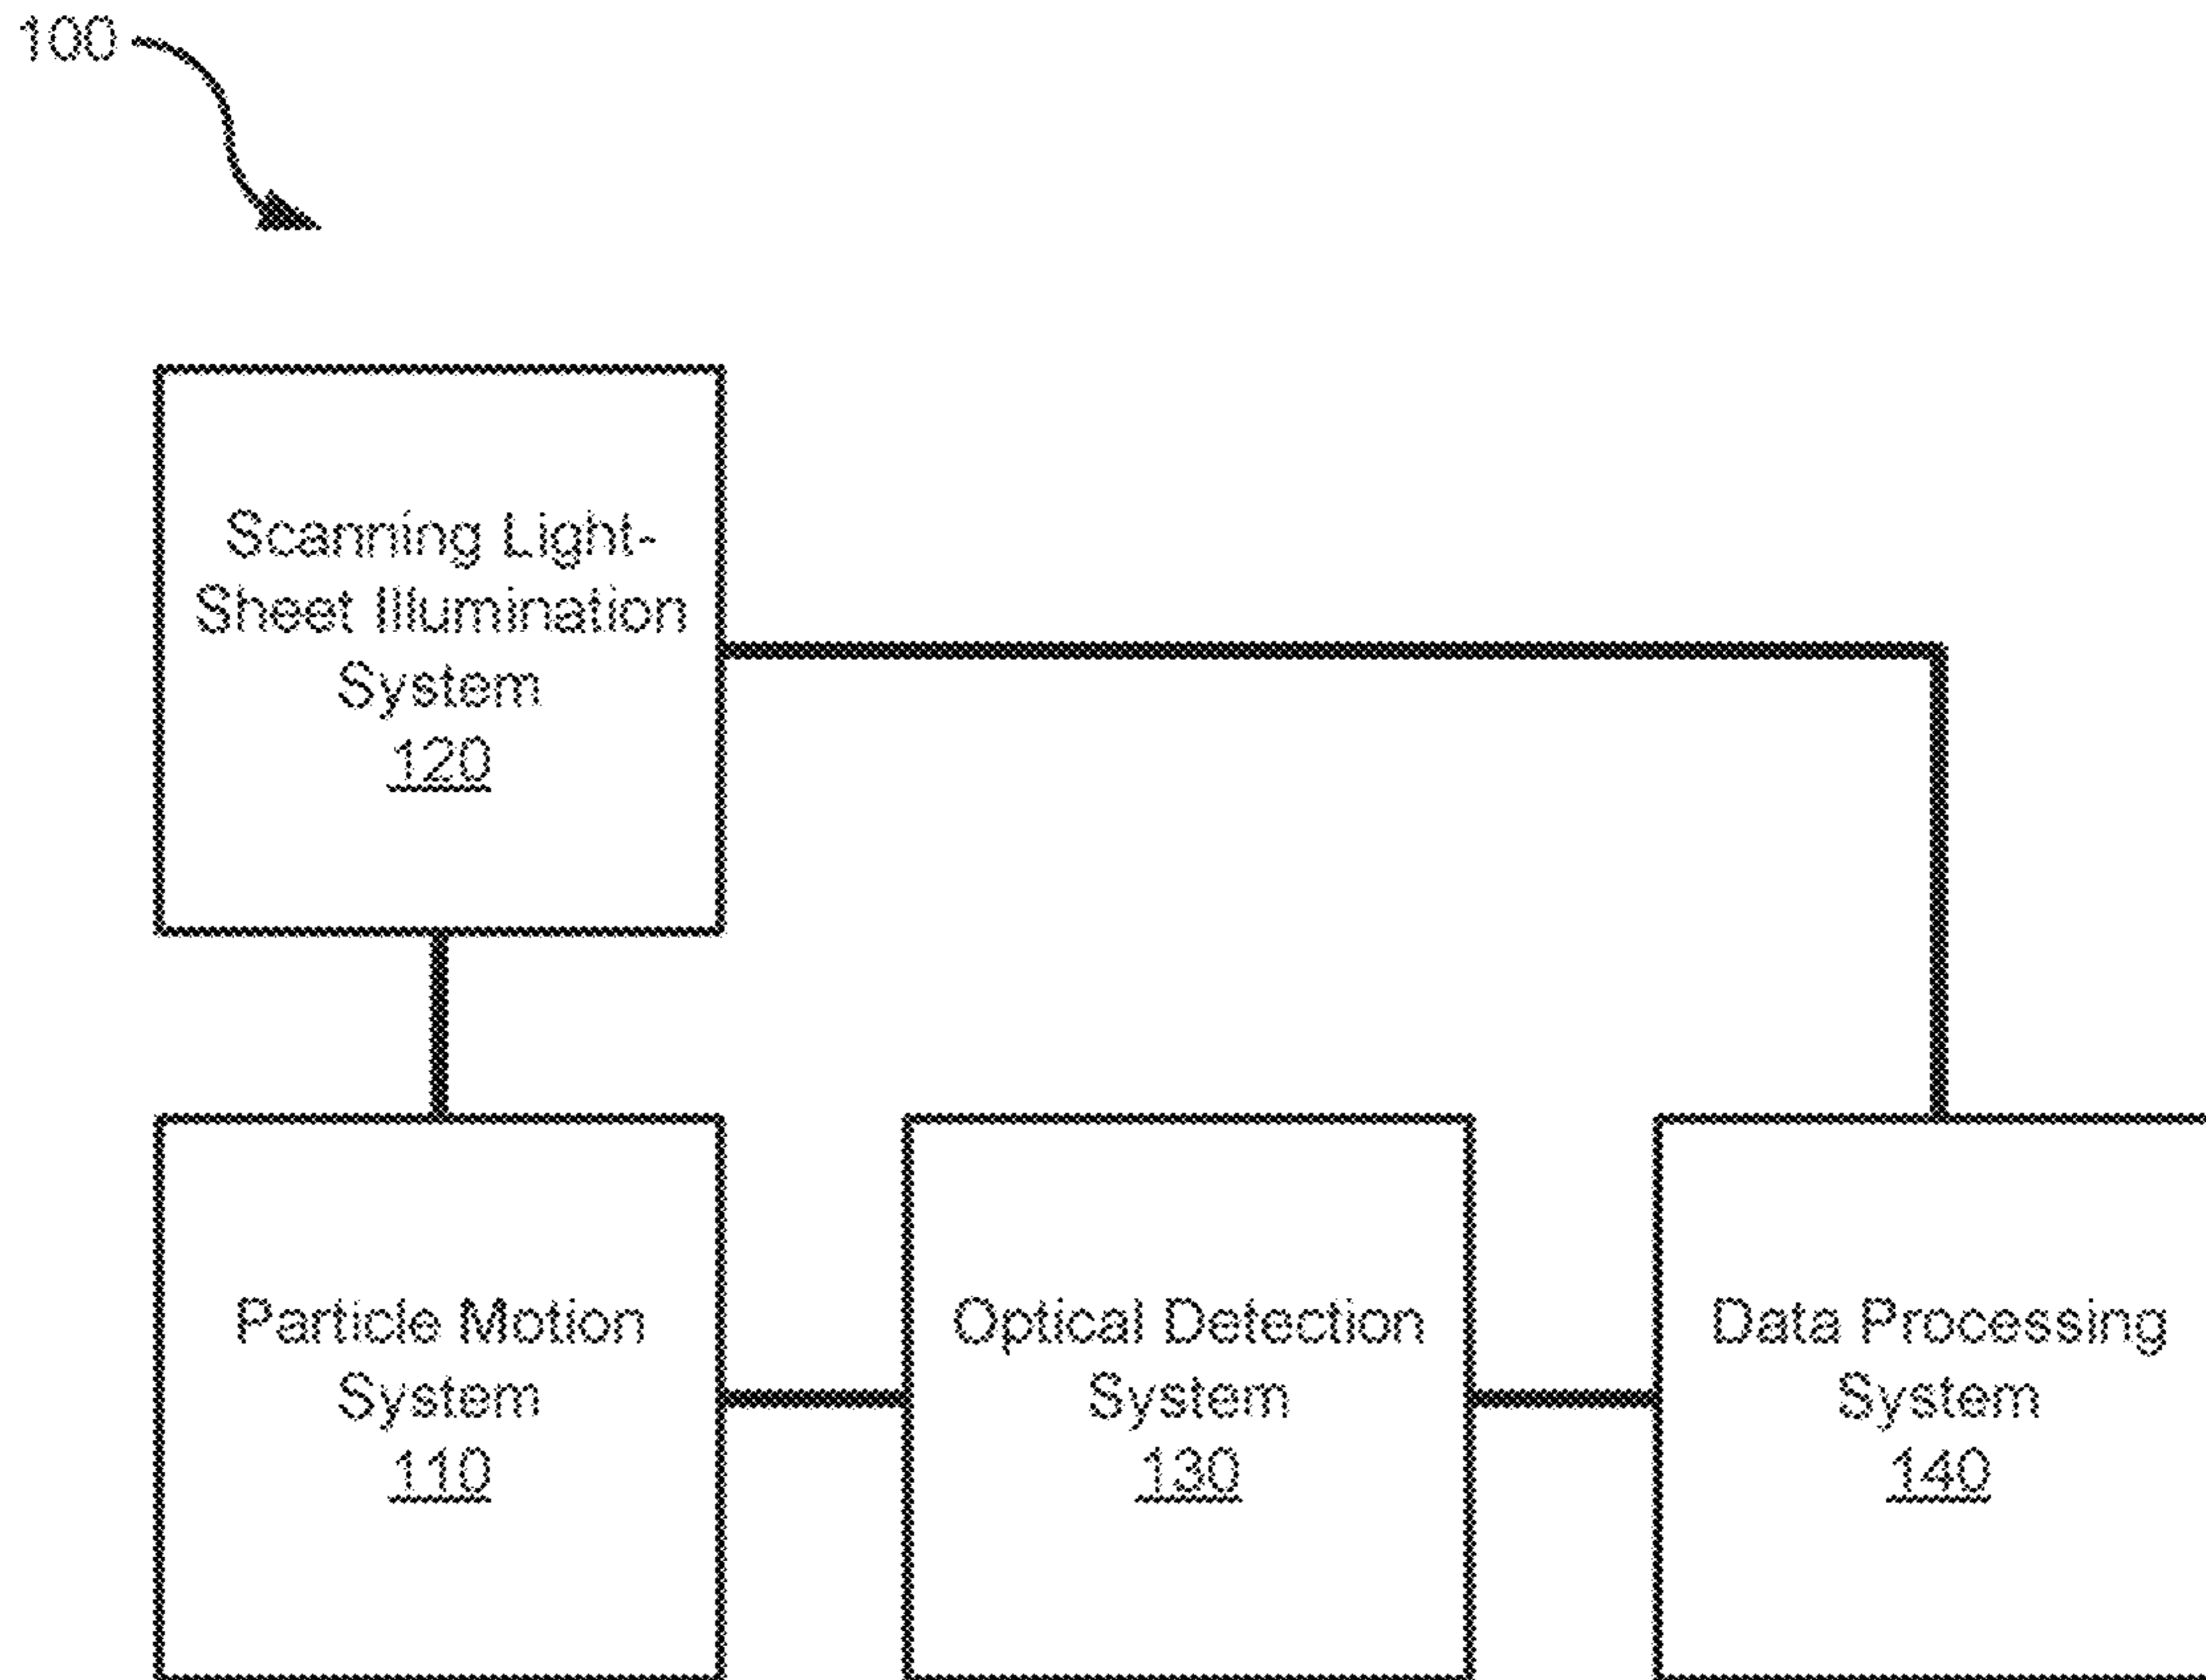 100
Scanning Light-
Sheet Illumination
System
120
Particle Motion
System
110
Optical Detection
System
130
Data Processing
System
140